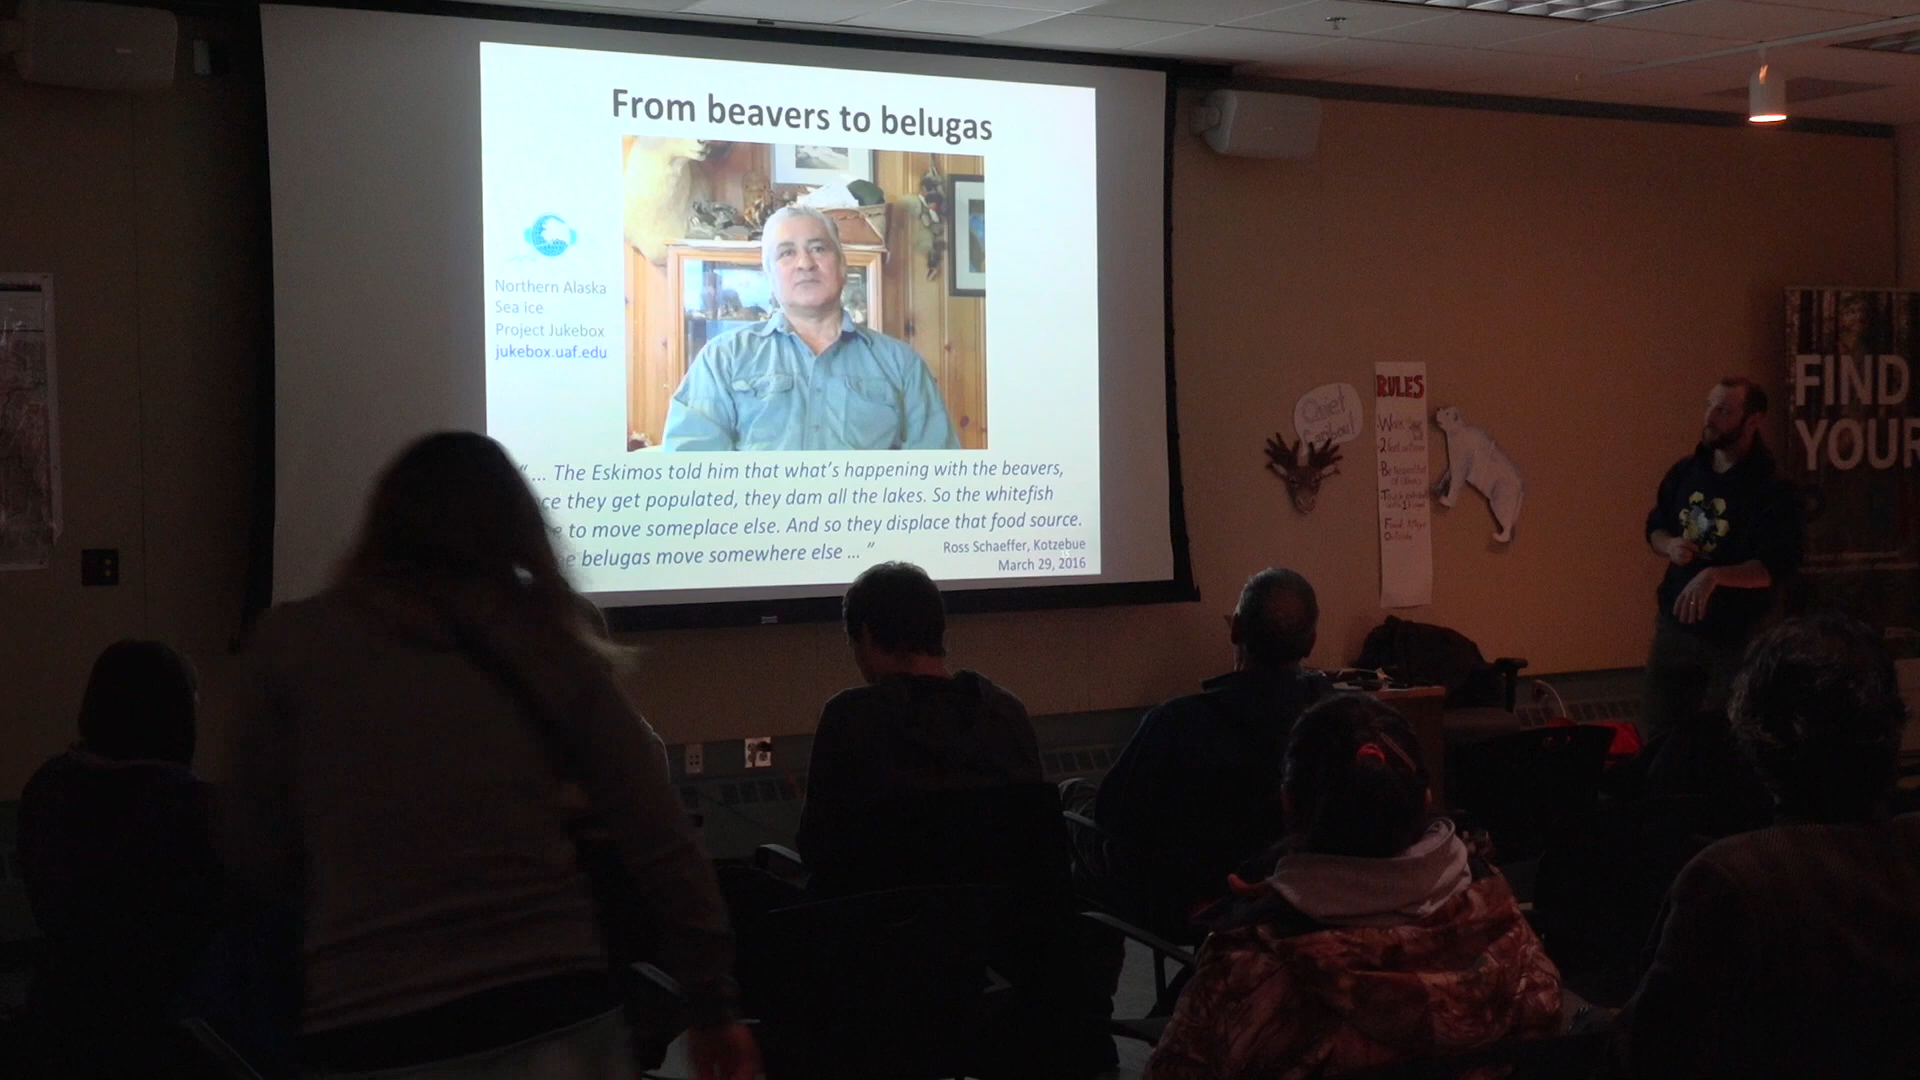 From beavers to belugas
Northern Alaska
Sea ice
Project Jukebox
jukebox.uaf.edu
“ ... The Eskimos told him that what’s happening with the beavers,
they get populated, they dam all the lakes. So the whitefish
to move someplace else. And so they displace that food source.
belugas move somewhere else ... ”
Ross Schaeffer, Kotzebue
March 29, 2016
Quiet
Caribou!
RULES
FIND
YOUR